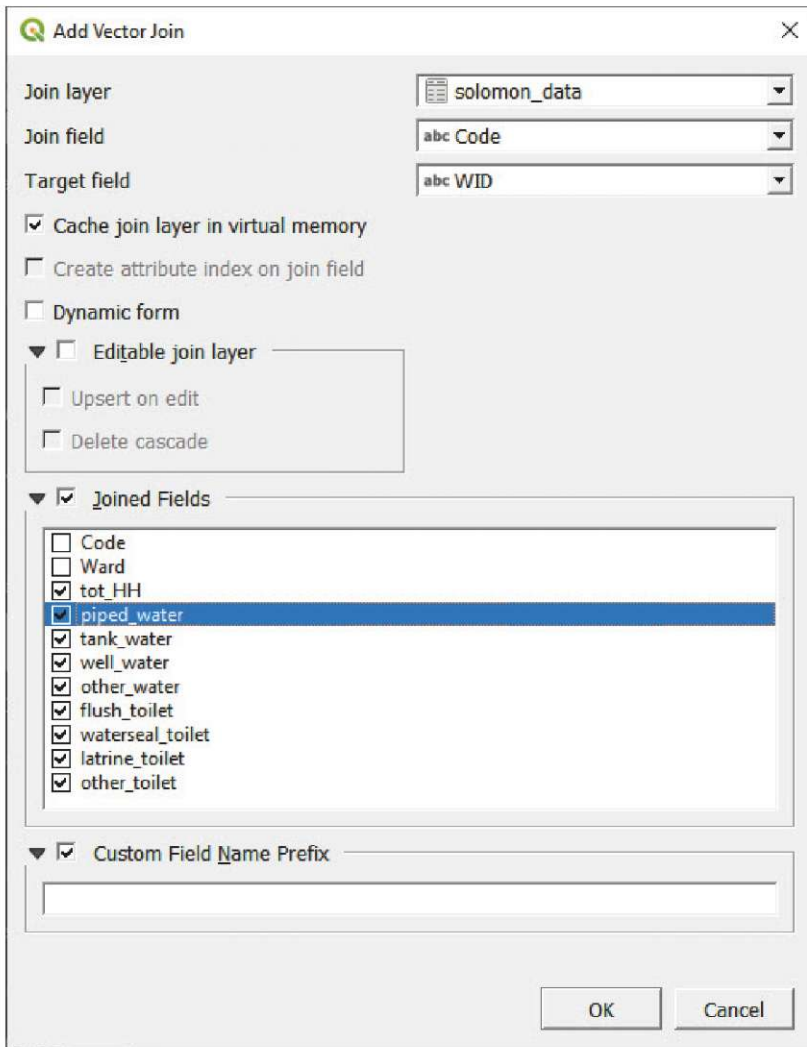 Add Vector Join
Join layer solomon_data
Join field abc Code
Target field abc WID
Cache join layer in virtual memory
Create attribute index on join field
Dynamic form
Editable join layer
Upsert on edit
Delete cascade
Joined Fields
Code
Ward
tot_HH
piped_water
tank_water
well_water
other_water
flush_toilet
waterseal_toilet
latrine_toilet
other_toilet
Custom Field Name Prefix
OK Cancel